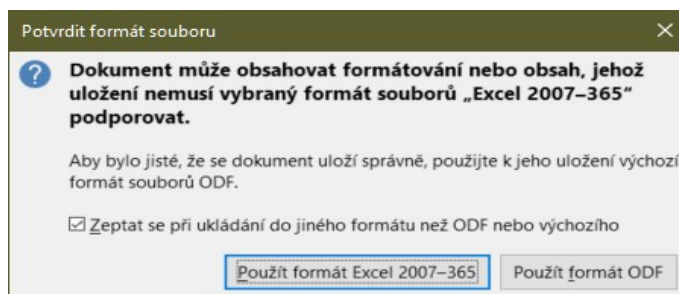 Potvrdit formát souboru
Dokument může obsahovat formátování nebo obsah, jehož
uložení nemusí vybraný formát souborů „Excel 2007–365“
podporovat.
Aby bylo jisté, že se dokument uloží správně, použijte k jeho uložení výchozí
formát souborů ODF.
Zeptat se při ukládání do jiného formátu než ODF nebo výchozího
Použít formát Excel 2007–365
Použít formát ODF